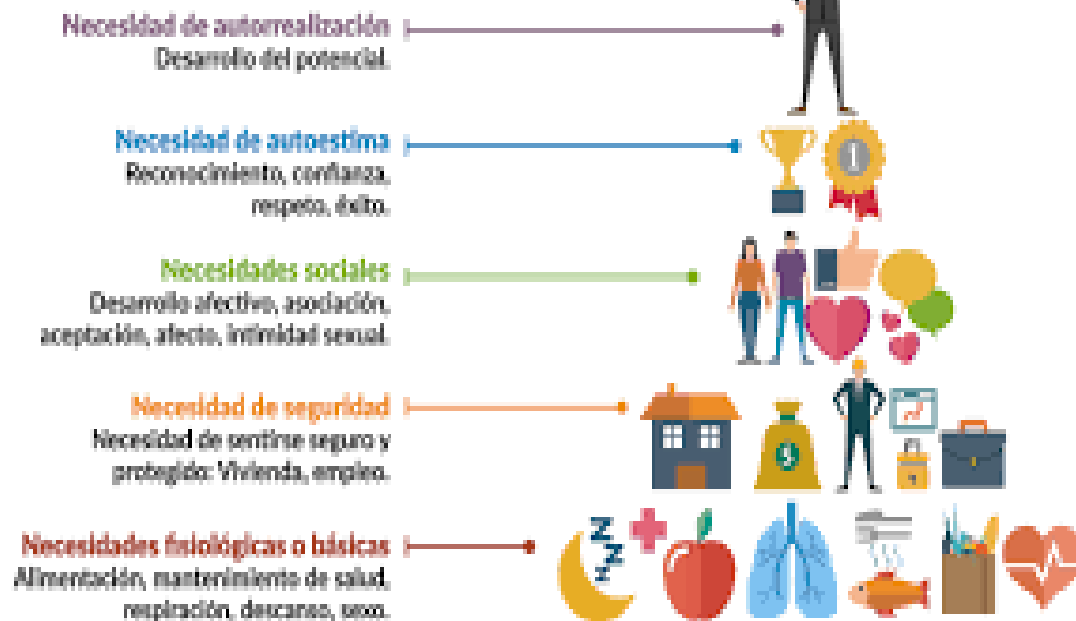 Necesidad de autorrealización
Desarrollo del potencial.
Necesidad de autoestima
Reconocimiento, confianza,
respeto, éxito.
Necesidades sociales
Desarrollo afectivo, asociación,
aceptación, afecto, intimidad sexual.
Necesidad de seguridad
Necesidad de sentirse seguro y
protegido: Vivienda, empleo.
Necesidades fisiológicas o básicas
Alimentación, mantenimiento de salud,
respiración, descanso, sexo.
1
$
Z
Z
Z